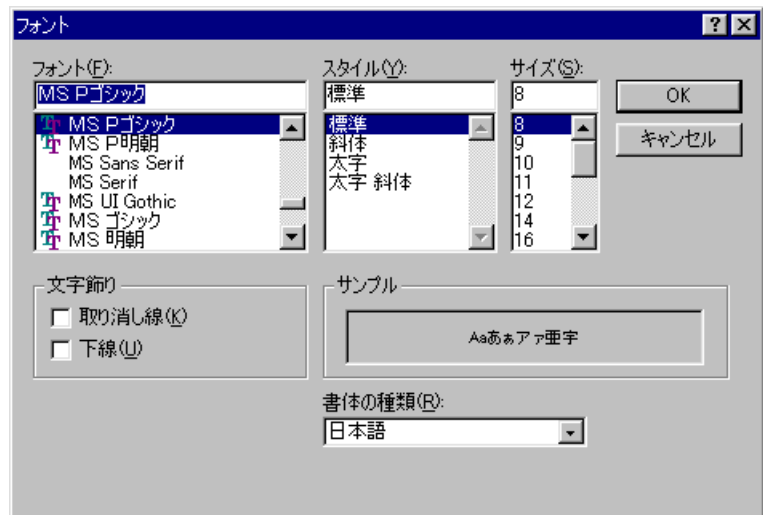 フォント
フォント(F):
MS Pゴシック
MS Pゴシック
MS P明朝
MS Sans Serif
MS Serif
MS UI Gothic
MS ゴシック
MS 明朝
スタイル(Y):
標準
標準
斜体
太字
太字 斜体
サイズ(S):
8
8
9
10
11
12
14
16
OK
キャンセル
文字飾り
取り消し線(K)
下線(U)
サンプル
Aaあぁアァ亜宇
書体の種類(R):
日本語